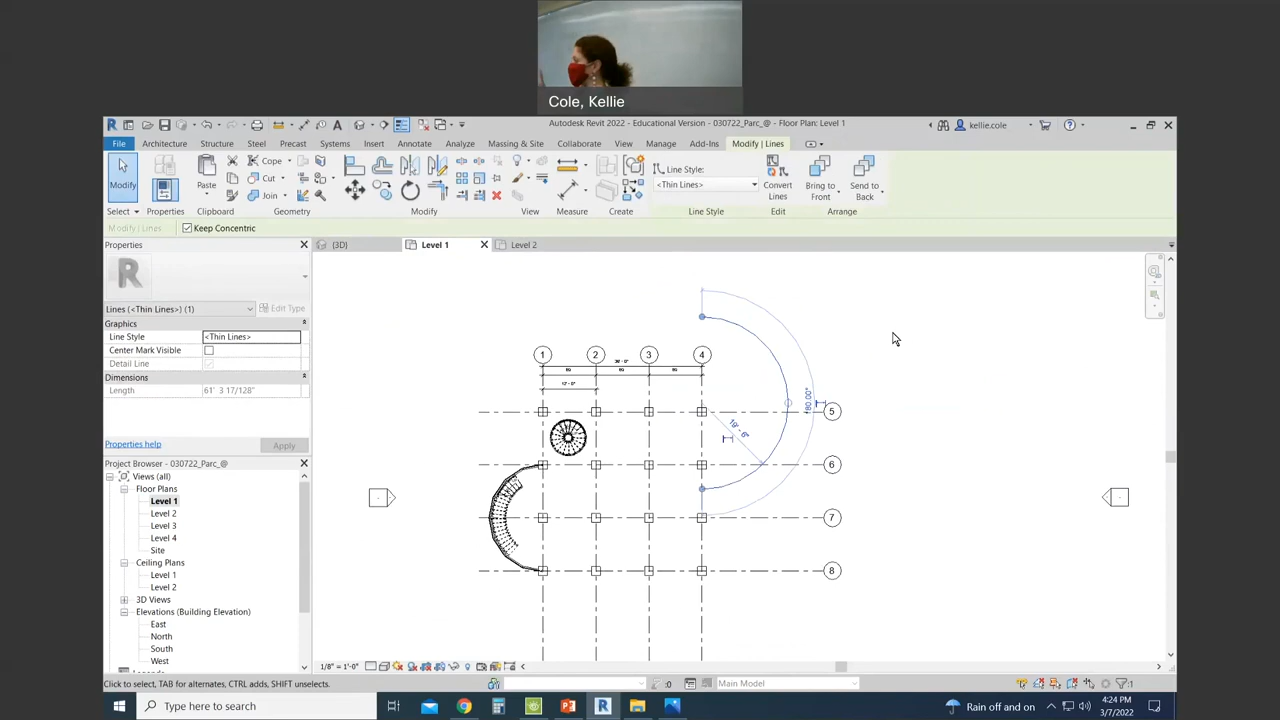 Cole, Kellie
Autodesk Revit 2022 - Educational Version - 030722_Parc_@ - Floor Plan: Level 1
kellie.cole
File Architecture Structure Steel Precast Systems Insert Annotate Analyze Massing & Site Collaborate View Manage Add-Ins Modify | Lines
Modify
Paste
Cope
Cut
Join
Line Style:
<Thin Lines>
Convert
Lines
Bring to
Front
Send to
Back
Select Properties Clipboard Geometry Modify View Measure Create Line Style Edit Arrange
Modify | Lines Keep Concentric
Properties
{3D} Level 1 Level 2
Lines (<Thin Lines>) (1) Edit Type
Graphics
Line Style <Thin Lines>
Center Mark Visible
Detail Line
Dimensions
Length 61' 3 17/128"
Properties help Apply
Project Browser - 030722_Parc_@
Views (all)
Floor Plans
Level 1
Level 2
Level 3
Level 4
Site
Ceiling Plans
Level 1
Level 2
3D Views
Elevations (Building Elevation)
East
North
South
West
1 2 3 4
180.00°
19' - 6"
5
6
7
8
1/8" = 1'-0"
Click to select, TAB for alternates, CTRL adds, SHIFT unselects.
:0
Main Model
:1
Type here to search
Rain off and on
4:24 PM
3/7/2022